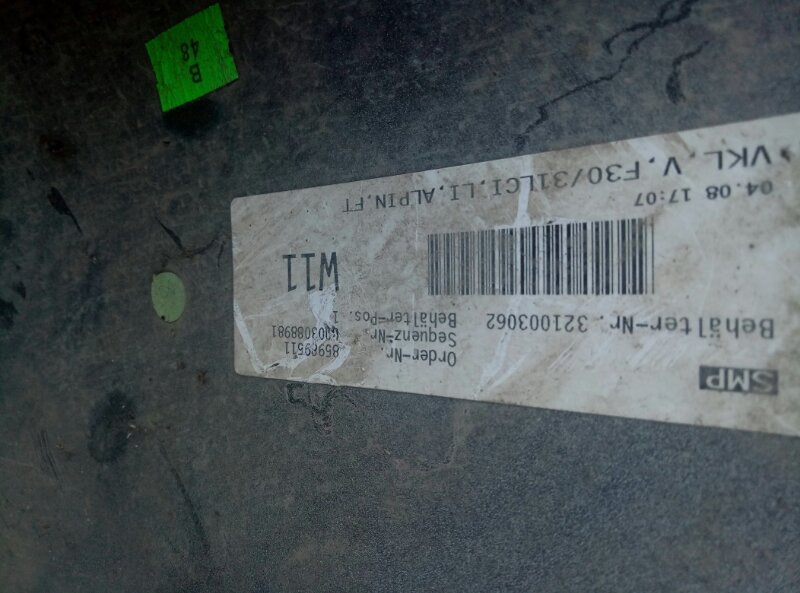 SMP
Behälter-Nr. 321003062
Order-Nr. 85969511
Sequenz-Nr. G003088981
Behälter-Pos. 1
W11
04.08 17:07
VKL.V.F30/31LCI.LI.ALPIN.FT
B
48